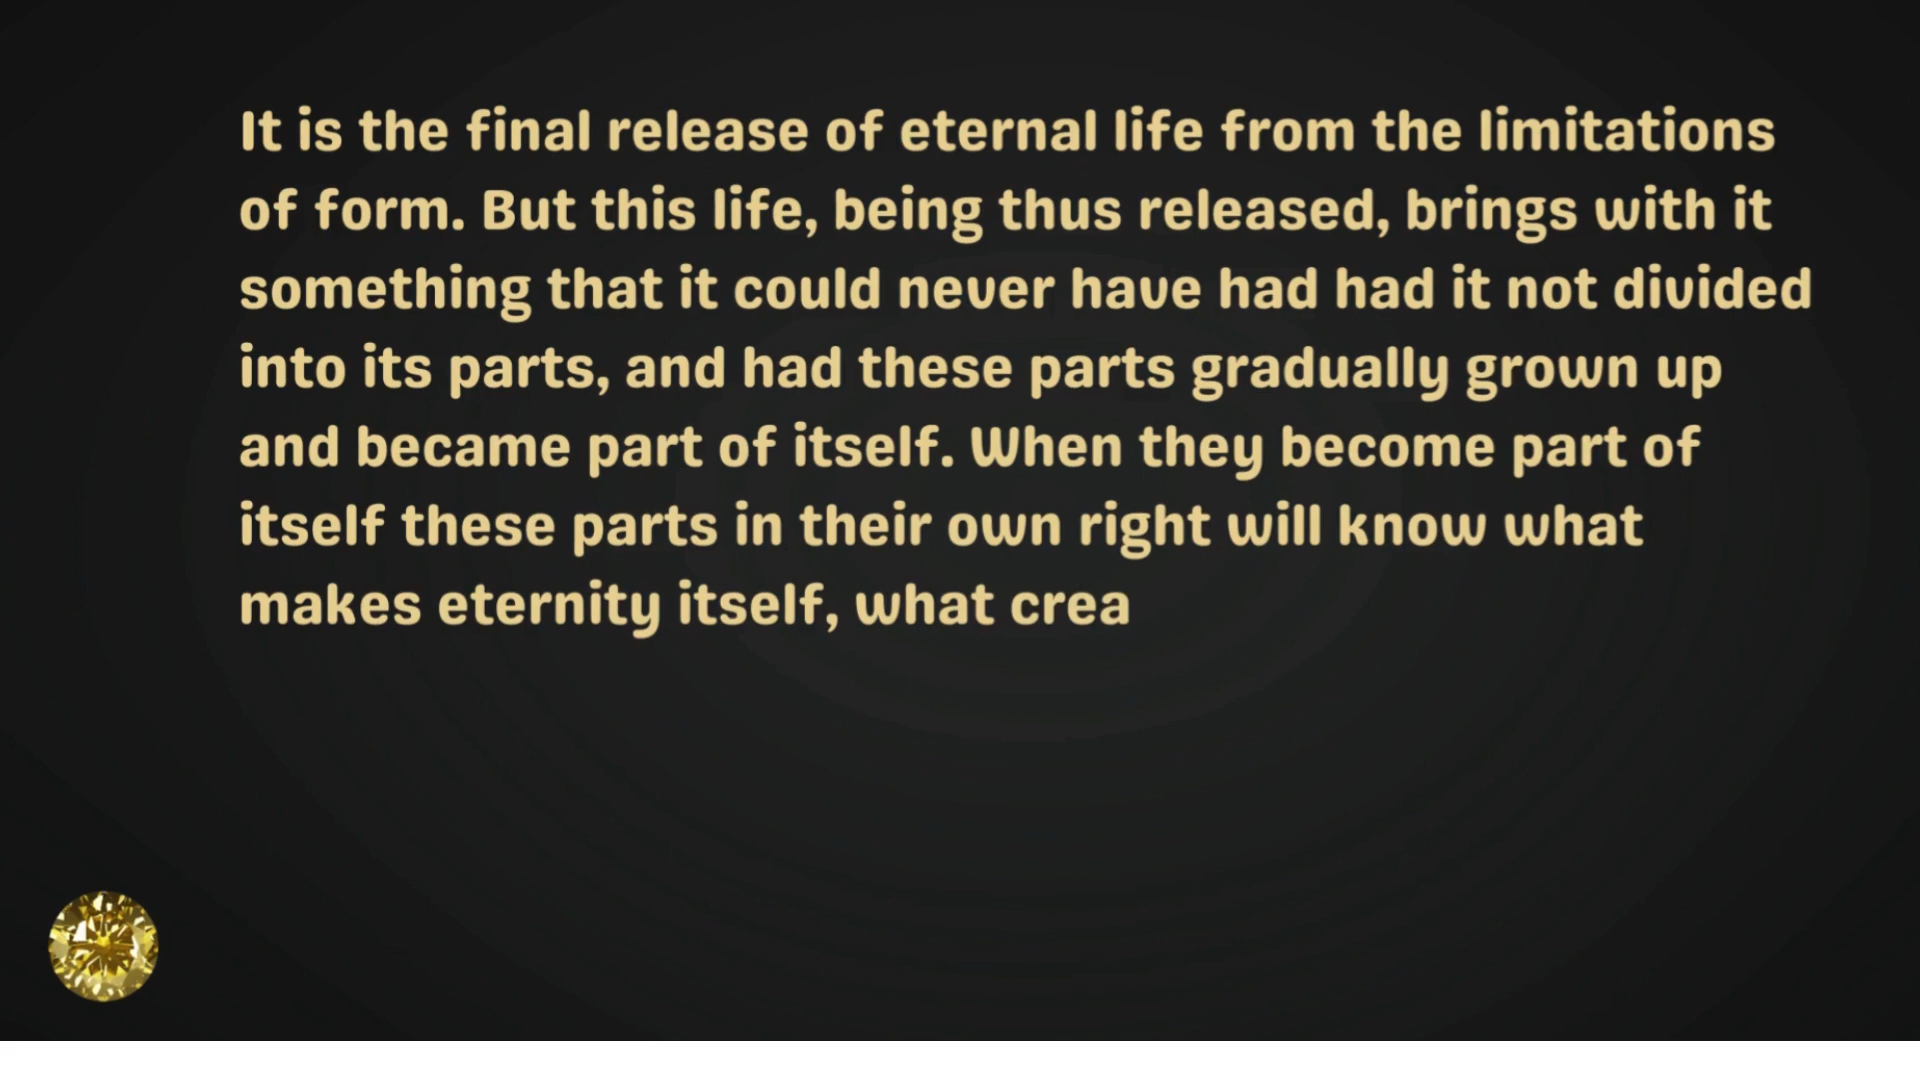 It is the final release of eternal life from the limitations
of form. But this life, being thus released, brings with it
something that it could never have had had it not divided
into its parts, and had these parts gradually grown up
and became part of itself. When they become part of
itself these parts in their own right will know what
makes eternity itself, what crea